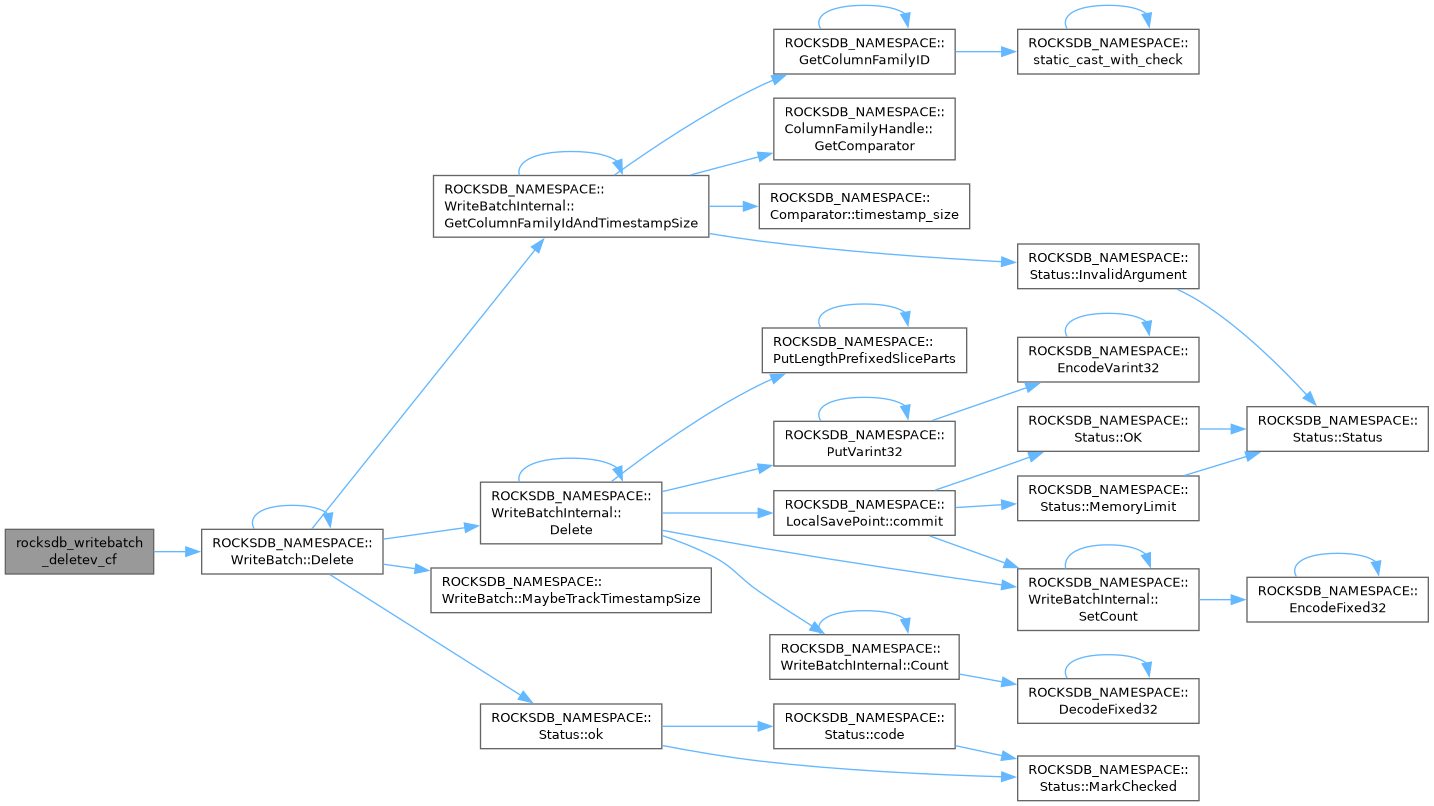 rocksdb_writebatch
_deletev_cf
ROCKSDB_NAMESPACE::
WriteBatch::Delete
ROCKSDB_NAMESPACE::
WriteBatchInternal::
GetColumnFamilyIdAndTimestampSize
ROCKSDB_NAMESPACE::
GetColumnFamilyID
ROCKSDB_NAMESPACE::
static_cast_with_check
ROCKSDB_NAMESPACE::
ColumnFamilyHandle::
GetComparator
ROCKSDB_NAMESPACE::
Comparator::timestamp_size
ROCKSDB_NAMESPACE::
Status::InvalidArgument
ROCKSDB_NAMESPACE::
Status::Status
ROCKSDB_NAMESPACE::
WriteBatchInternal::
Delete
ROCKSDB_NAMESPACE::
PutLengthPrefixedSliceParts
ROCKSDB_NAMESPACE::
PutVarint32
ROCKSDB_NAMESPACE::
EncodeVarint32
ROCKSDB_NAMESPACE::
LocalSavePoint::commit
ROCKSDB_NAMESPACE::
Status::OK
ROCKSDB_NAMESPACE::
Status::MemoryLimit
ROCKSDB_NAMESPACE::
WriteBatchInternal::
SetCount
ROCKSDB_NAMESPACE::
EncodeFixed32
ROCKSDB_NAMESPACE::
WriteBatchInternal::Count
ROCKSDB_NAMESPACE::
DecodeFixed32
ROCKSDB_NAMESPACE::
WriteBatch::MaybeTrackTimestampSize
ROCKSDB_NAMESPACE::
Status::ok
ROCKSDB_NAMESPACE::
Status::code
ROCKSDB_NAMESPACE::
Status::MarkChecked